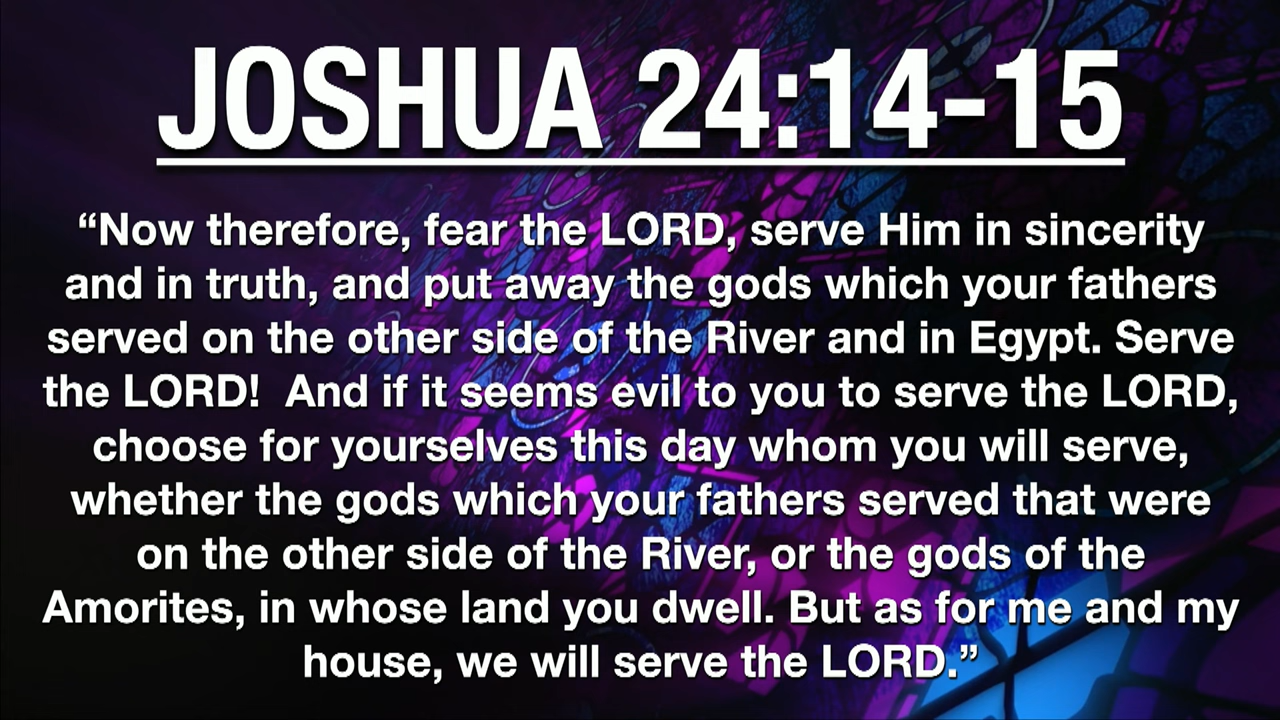 JOSHUA 24:14-15
“Now therefore, fear the LORD, serve Him in sincerity
and in truth, and put away the gods which your fathers
served on the other side of the River and in Egypt. Serve
the LORD!  And if it seems evil to you to serve the LORD,
choose for yourselves this day whom you will serve,
whether the gods which your fathers served that were
on the other side of the River, or the gods of the
Amorites, in whose land you dwell. But as for me and my
house, we will serve the LORD.”